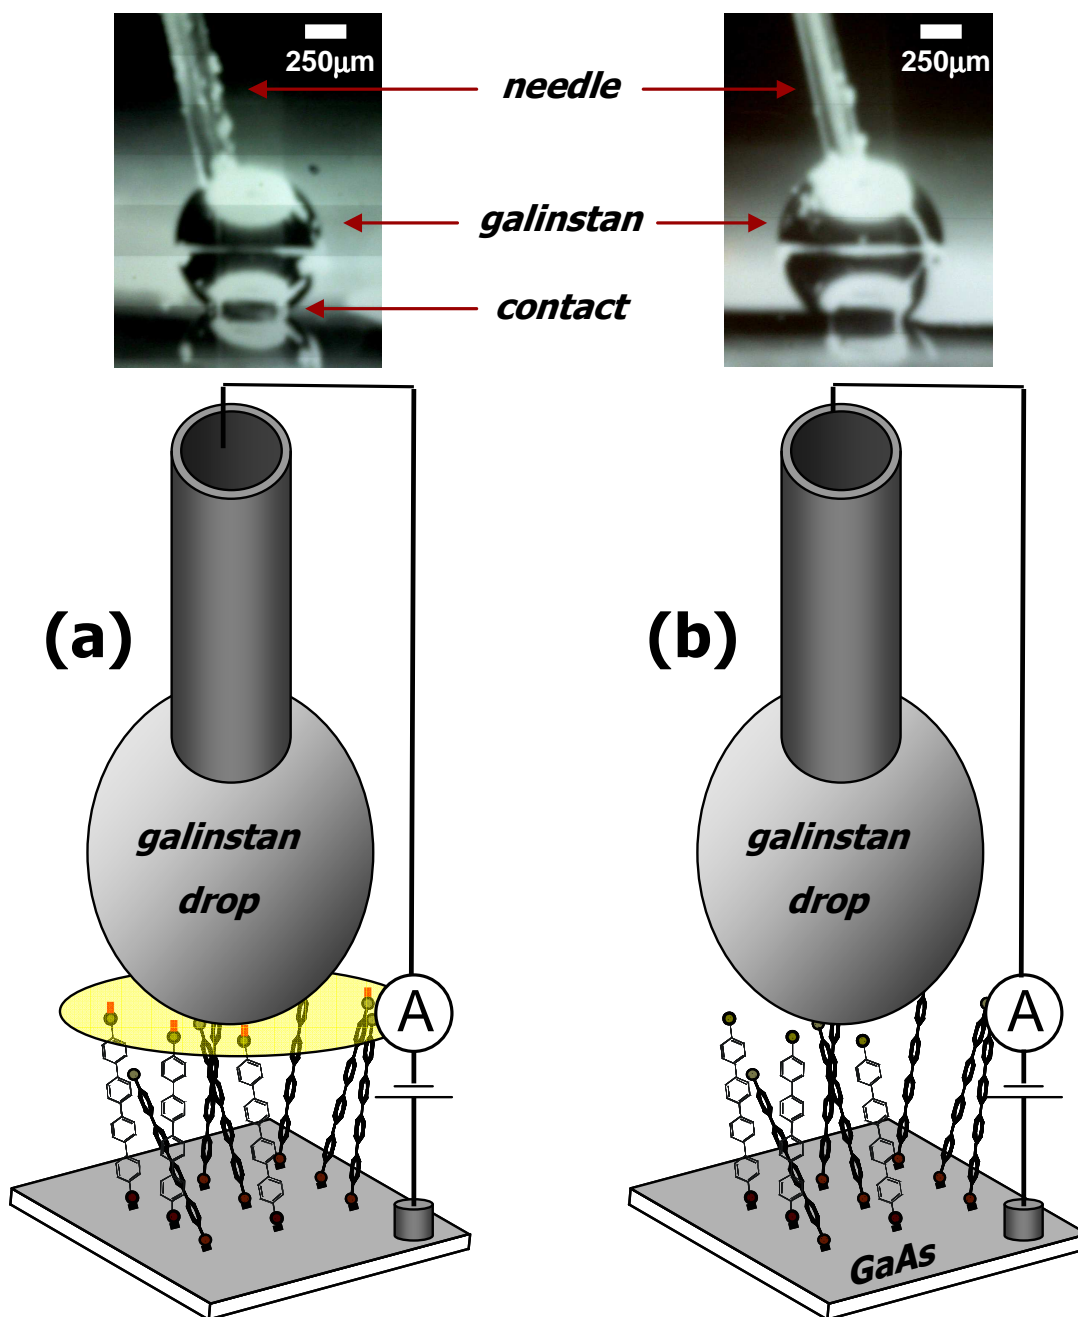 250μm
250μm
needle
galinstan
contact
(a)
(b)
galinstan
drop
galinstan
drop
A
A
GaAs